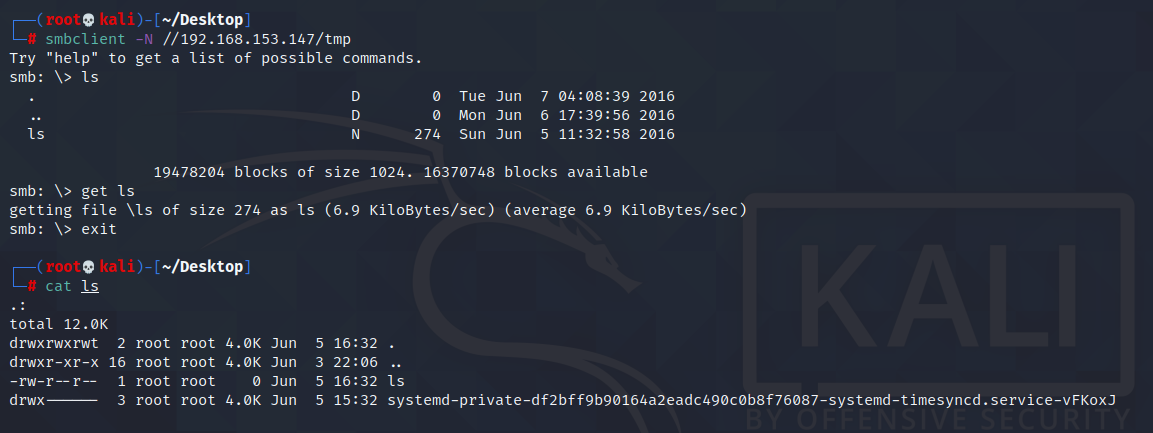 ┌──(root💀kali)-[~/Desktop]
└─# smbclient -N //192.168.153.147/tmp
Try "help" to get a list of possible commands.
smb: \> ls
  .                                   D        0  Tue Jun  7 04:08:39 2016
  ..                                  D        0  Mon Jun  6 17:39:56 2016
  ls                                  N      274  Sun Jun  5 11:32:58 2016

                19478204 blocks of size 1024. 16370748 blocks available
smb: \> get ls
getting file \ls of size 274 as ls (6.9 KiloBytes/sec) (average 6.9 KiloBytes/sec)
smb: \> exit

┌──(root💀kali)-[~/Desktop]
└─# cat ls
.:
total 12.0K
drwxrwxrwt  2 root root 4.0K Jun  5 16:32 .
drwxr-xr-x 16 root root 4.0K Jun  3 22:06 ..
-rw-r--r--  1 root root    0 Jun  5 16:32 ls
drwx------  3 root root 4.0K Jun  5 15:32 systemd-private-df2bff9b90164a2eadc490c0b8f76087-systemd-timesyncd.service-vFKoxJ
KALI
BY OFFENSIVE SECURITY